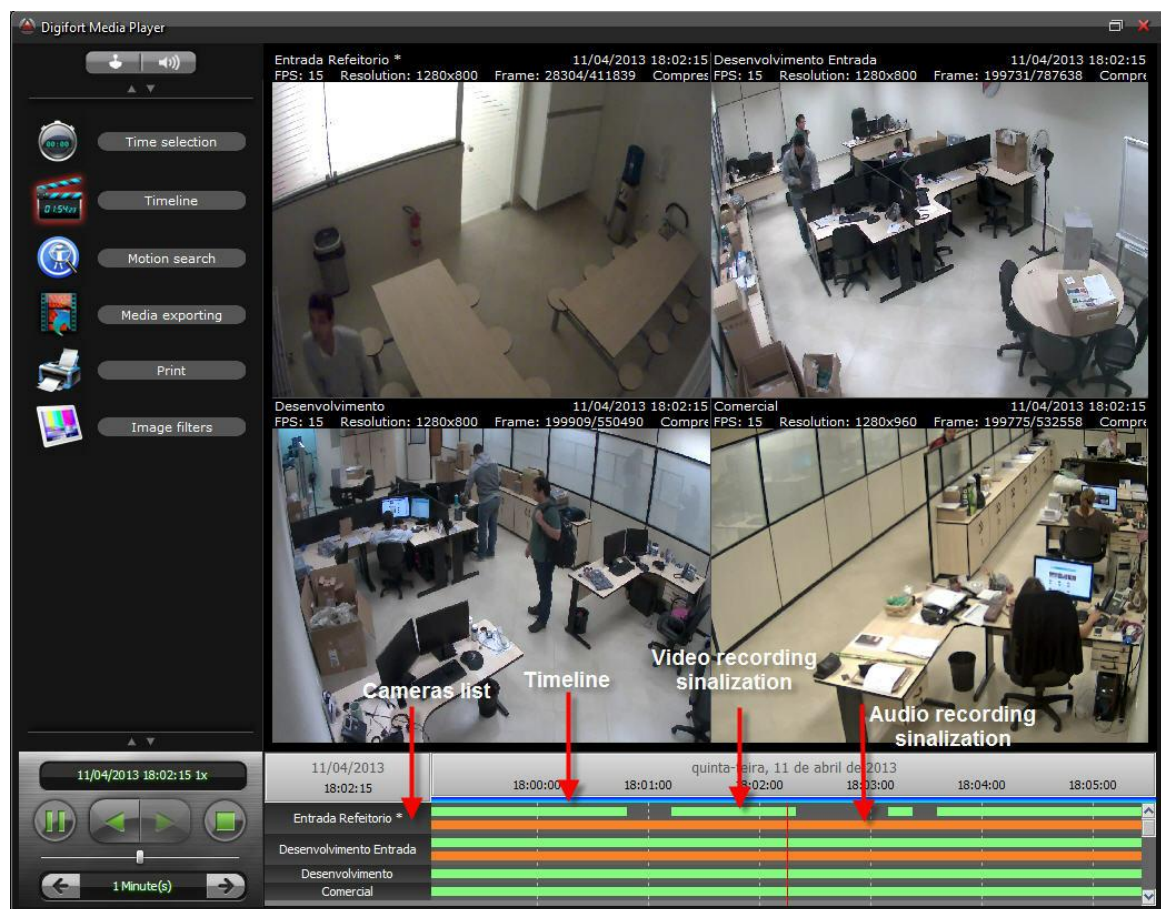 Digifort Media Player
Time selection
Timeline
Motion search
Media exporting
Print
Image filters
Entrada Refeitorio * 11/04/2013 18:02:15
FPS: 15 Resolution: 1280x800 Frame: 28304/411839 Compres
Desenvolvimento Entrada 11/04/2013 18:02:15
FPS: 15 Resolution: 1280x800 Frame: 199731/787638 Compre
Desenvolvimento 11/04/2013 18:02:15
FPS: 15 Resolution: 1280x800 Frame: 199909/550490 Compre
Comercial 11/04/2013 18:02:15
FPS: 15 Resolution: 1280x960 Frame: 199775/532558 Compre
Cameras list
Timeline
Video recording
sinalization
Audio recording
sinalization
11/04/2013 18:02:15 1x
1 Minute(s)
11/04/2013
18:02:15
quinta-feira, 11 de abril de 2013
18:00:00 18:01:00 18:02:00 18:03:00 18:04:00 18:05:00
Entrada Refeitorio *
Desenvolvimento Entrada
Desenvolvimento
Comercial